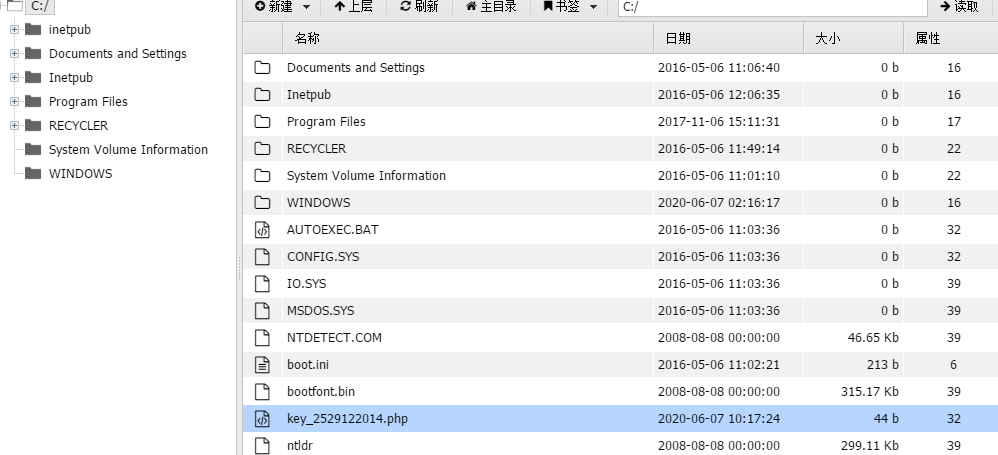 C:/
inetpub
Documents and Settings
Inetpub
Program Files
RECYCLER
System Volume Information
WINDOWS
新建 上层 刷新 主目录 书签 C:/ 读取
名称 日期 大小 属性
Documents and Settings 2016-05-06 11:06:40 0 b 16
Inetpub 2016-05-06 12:06:35 0 b 16
Program Files 2017-11-06 15:11:31 0 b 17
RECYCLER 2016-05-06 11:49:14 0 b 22
System Volume Information 2016-05-06 11:01:10 0 b 22
WINDOWS 2020-06-07 02:16:17 0 b 16
AUTOEXEC.BAT 2016-05-06 11:03:36 0 b 32
CONFIG.SYS 2016-05-06 11:03:36 0 b 32
IO.SYS 2016-05-06 11:03:36 0 b 39
MSDOS.SYS 2016-05-06 11:03:36 0 b 39
NTDETECT.COM 2008-08-08 00:00:00 46.65 Kb 39
boot.ini 2016-05-06 11:02:21 213 b 6
bootfont.bin 2008-08-08 00:00:00 315.17 Kb 39
key_2529122014.php 2020-06-07 10:17:24 44 b 32
ntldr 2008-08-08 00:00:00 299.11 Kb 39